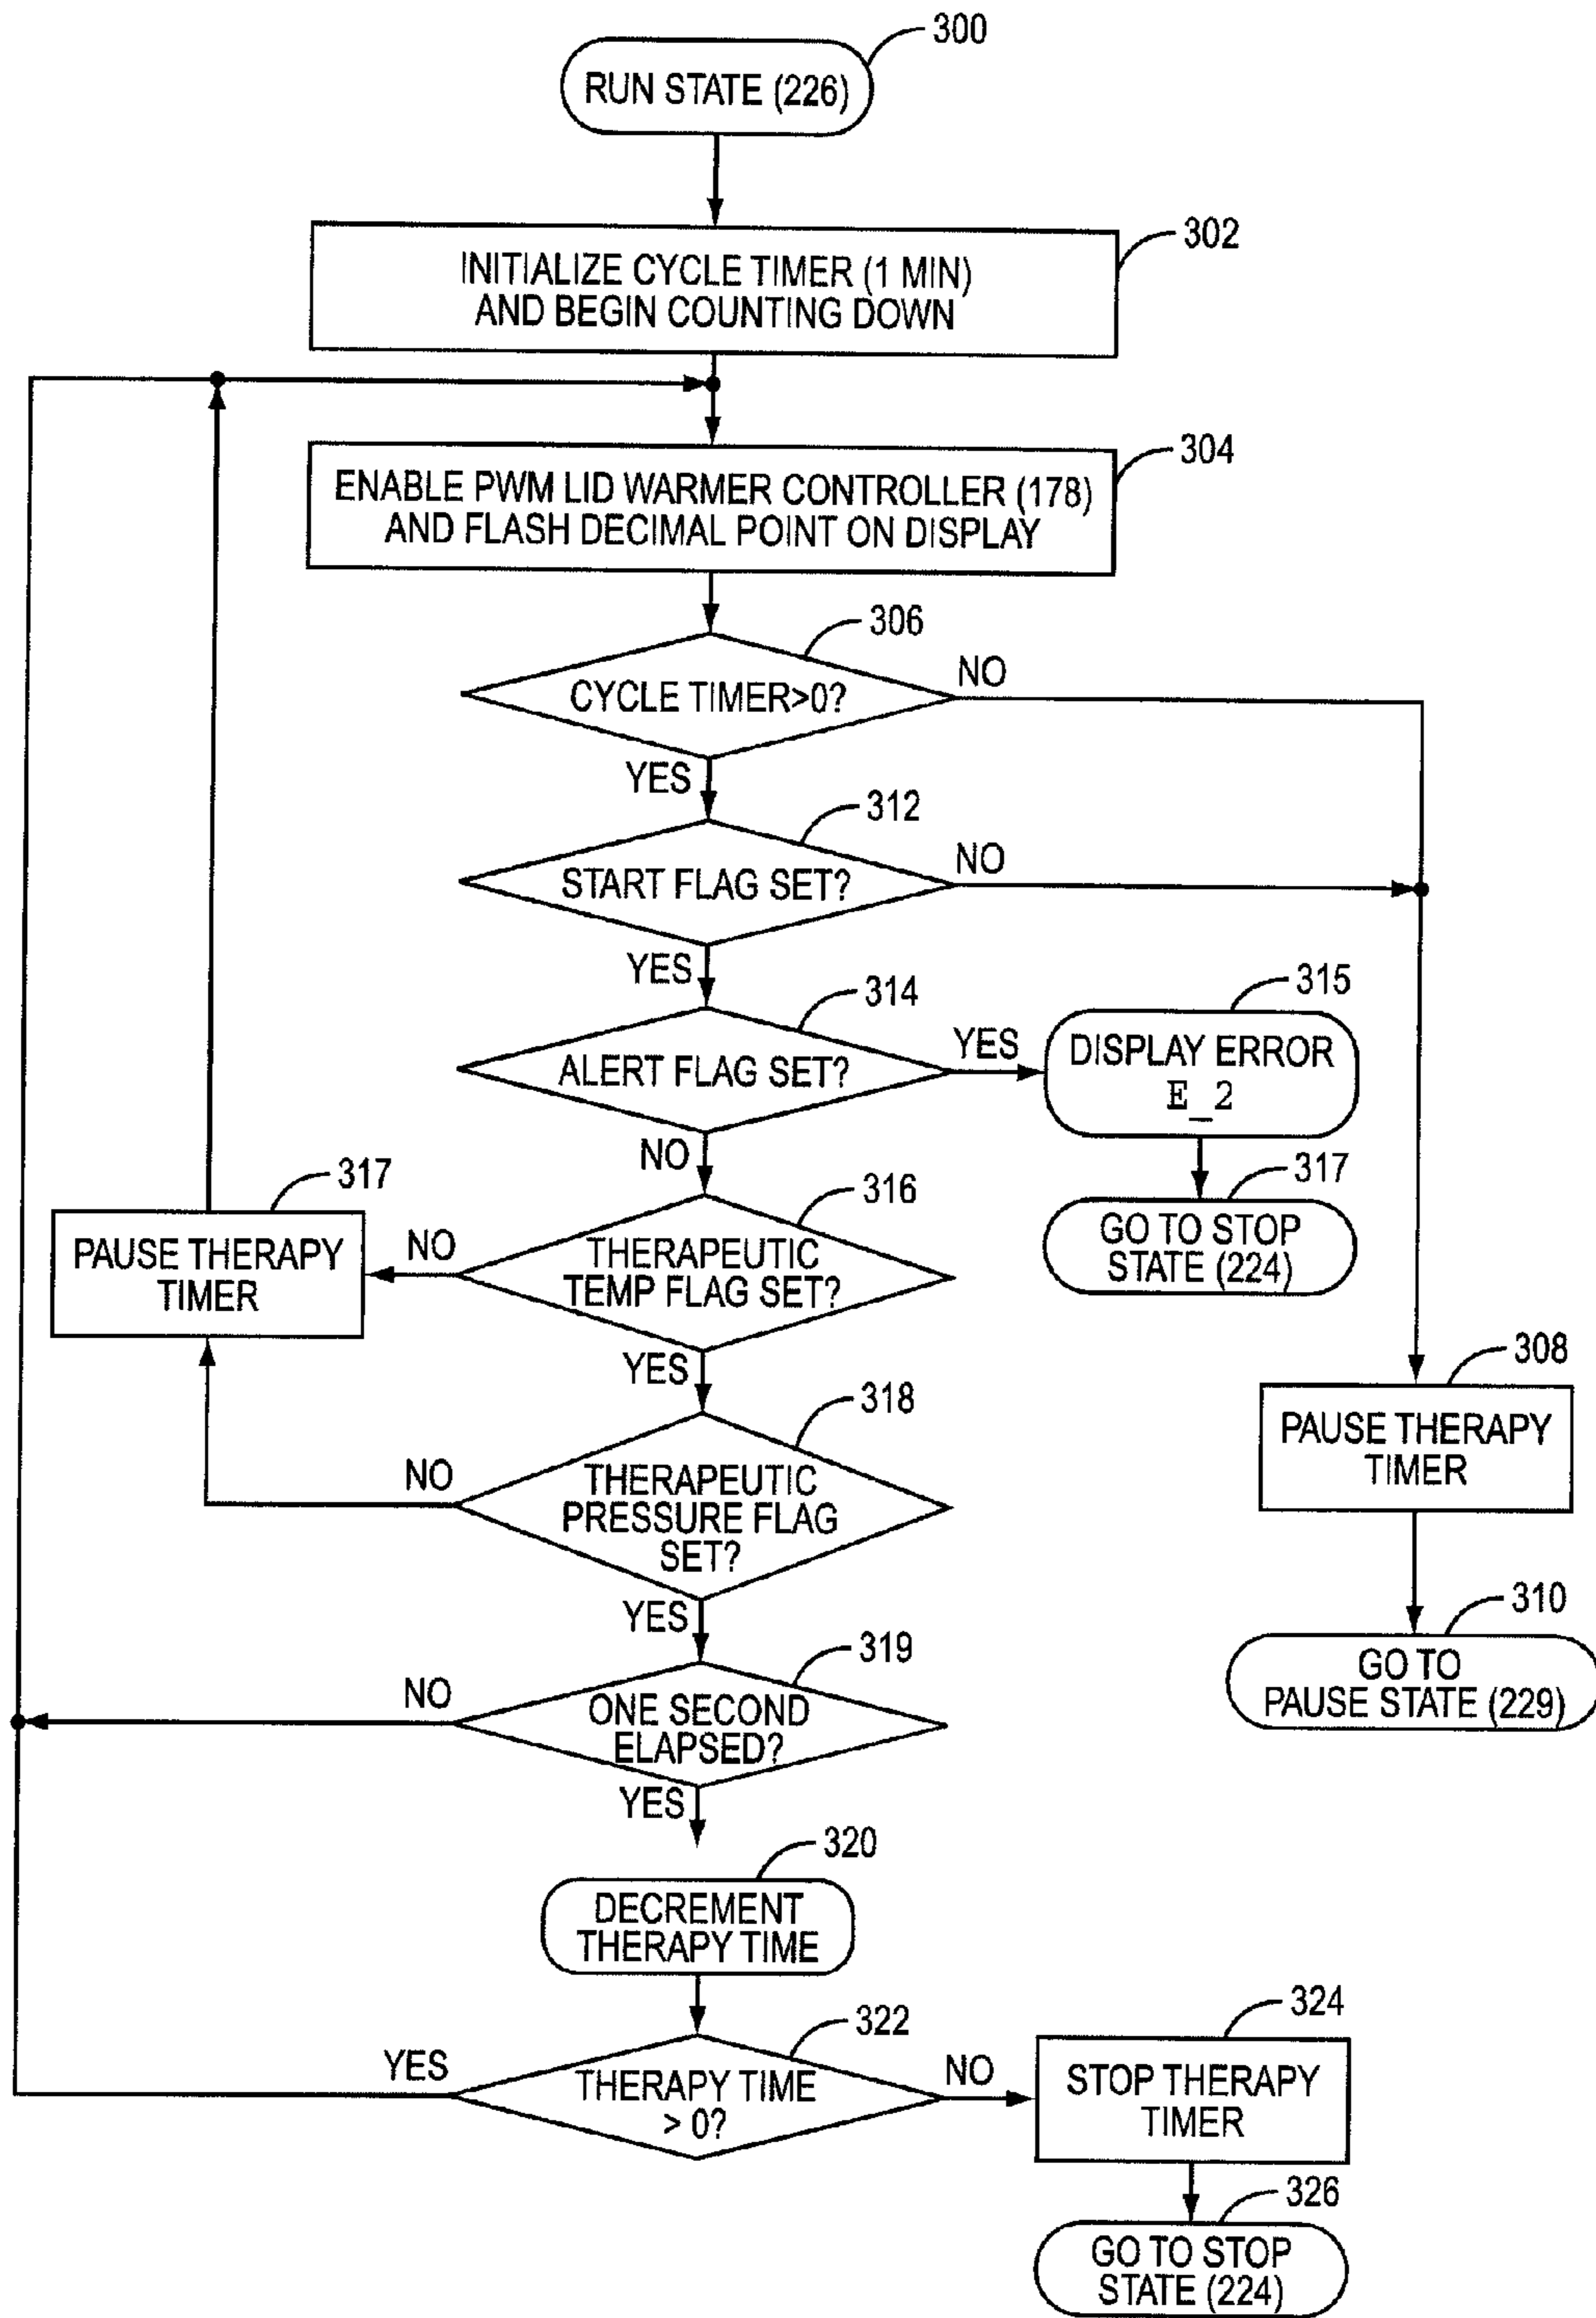 300
RUN STATE (226)
302
INITIALIZE CYCLE TIMER (1 MIN)
AND BEGIN COUNTING DOWN
304
ENABLE PWM LID WARMER CONTROLLER (178)
AND FLASH DECIMAL POINT ON DISPLAY
306
CYCLE TIMER>0?
NO
YES
312
START FLAG SET?
NO
YES
314
ALERT FLAG SET?
YES
315
DISPLAY ERROR
E_2
NO
317
GO TO STOP
STATE (224)
316
THERAPEUTIC
TEMP FLAG SET?
NO
317
PAUSE THERAPY
TIMER
YES
318
THERAPEUTIC
PRESSURE FLAG
SET?
NO
308
PAUSE THERAPY
TIMER
YES
310
GO TO
PAUSE STATE (229)
319
ONE SECOND
ELAPSED?
NO
YES
320
DECREMENT
THERAPY TIME
322
THERAPY TIME
> 0?
YES
NO
324
STOP THERAPY
TIMER
326
GO TO STOP
STATE (224)